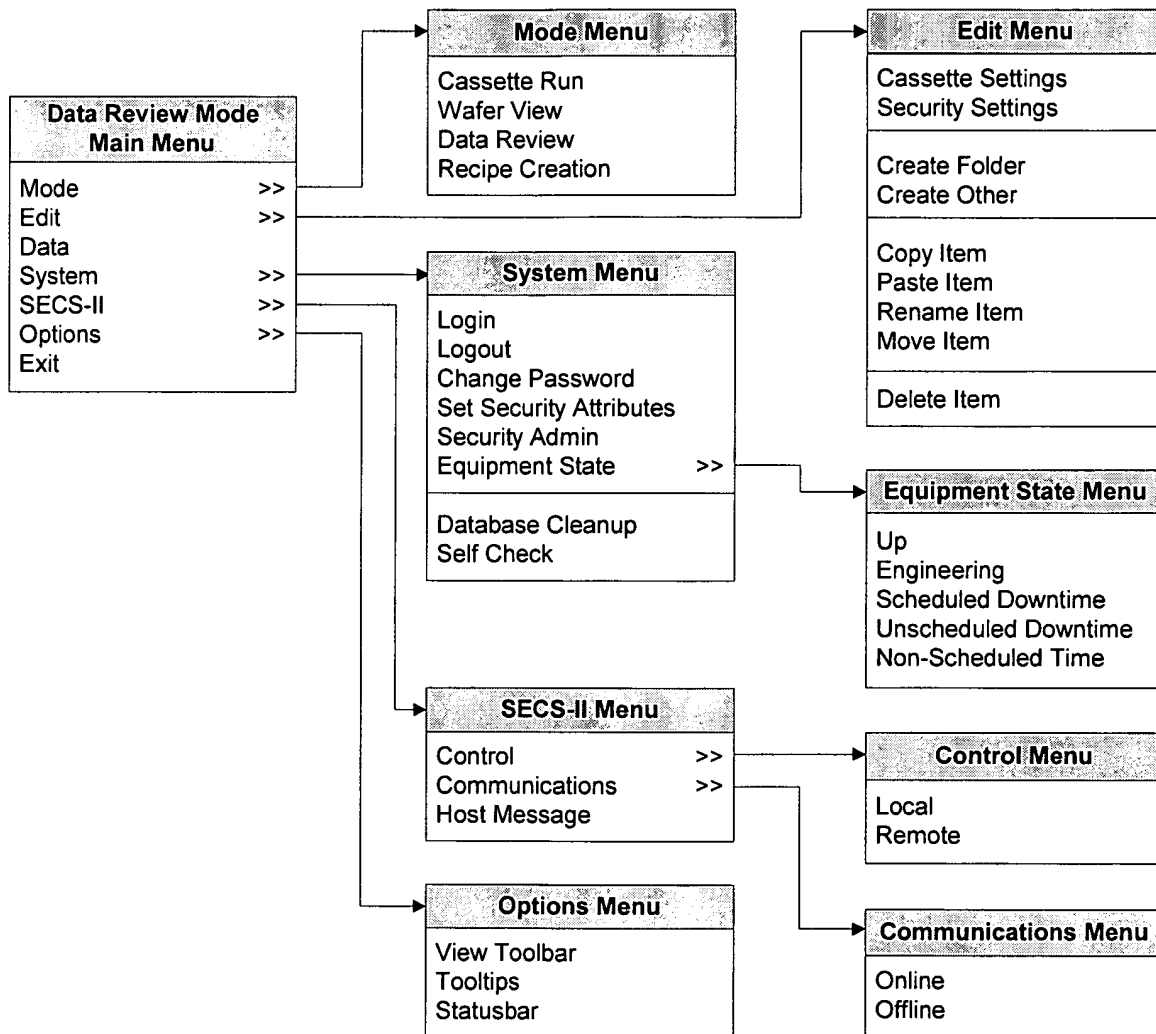 Data Review Mode
Main Menu
Mode >>
Edit >>
Data
System >>
SECS-II >>
Options >>
Exit
Mode Menu
Cassette Run
Wafer View
Data Review
Recipe Creation
Edit Menu
Cassette Settings
Security Settings
Create Folder
Create Other
Copy Item
Paste Item
Rename Item
Move Item
Delete Item
System Menu
Login
Logout
Change Password
Set Security Attributes
Security Admin
Equipment State >>
Database Cleanup
Self Check
Equipment State Menu
Up
Engineering
Scheduled Downtime
Unscheduled Downtime
Non-Scheduled Time
SECS-II Menu
Control >>
Communications >>
Host Message
Control Menu
Local
Remote
Options Menu
View Toolbar
Tooltips
Statusbar
Communications Menu
Online
Offline